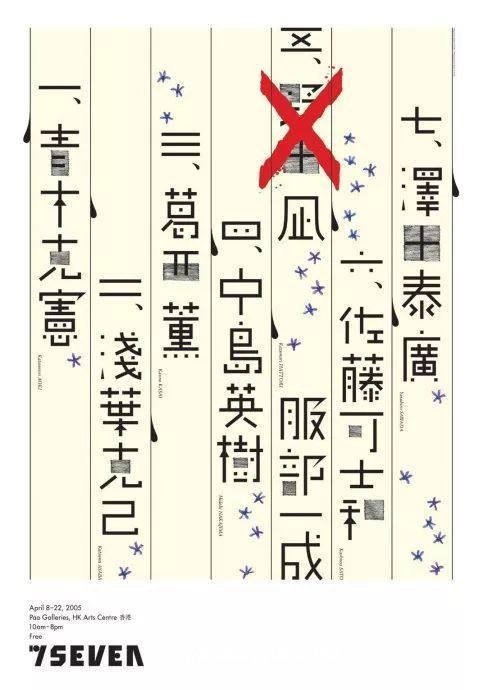 一、青木克憲
Katsunori AOKI
二、淺葉克己
Katsumi ASABA
三、葛西薫
Kaoru KASAI
四、中島英樹
Hideki NAKAJIMA
五、野田凪
Kazunari HATTORI
服部一成
六、佐藤可士和
Kashiwa SATO
七、澤田泰廣
Yasuhiro SAWADA
April 8–22, 2005
Pao Galleries, HK Arts Centre 香港
10am–8pm
Free
7SEVEN